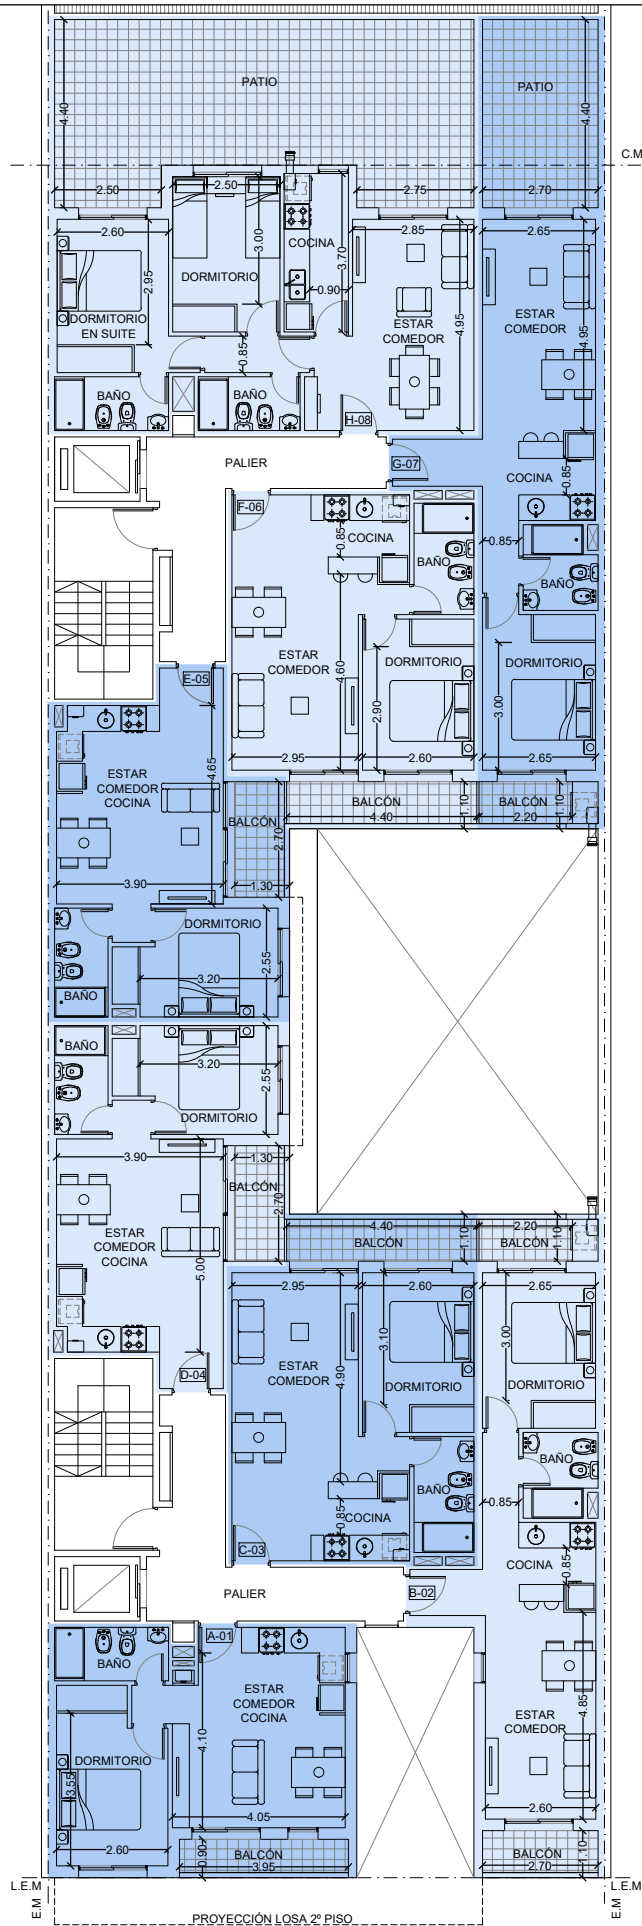 PATIO
PATIO
4.40
4.40
C.M
2.50
2.50
2.75
2.70
2.60
2.95
3.00
COCINA
3.70
2.85
2.65
DORMITORIO
0.90
DORMITORIO
EN SUITE
ESTAR
COMEDOR
4.95
ESTAR
COMEDOR
4.95
0.85
BAÑO
BAÑO
H-08
PALIER
G-07
COCINA
0.85
F-06
COCINA
0.85
BAÑO
0.85
BAÑO
ESTAR
COMEDOR
4.60
DORMITORIO
2.90
DORMITORIO
3.00
E-05
2.95
2.60
2.65
ESTAR
COMEDOR
COCINA
4.65
BALCÓN
2.70
BALCÓN
4.40
1.10
BALCÓN
2.20
1.10
3.90
1.30
DORMITORIO
3.20
2.55
BAÑO
BAÑO
3.20
2.55
DORMITORIO
3.90
1.30
BALCÓN
2.70
ESTAR
COMEDOR
COCINA
5.00
4.40
BALCÓN
1.10
2.20
BALCÓN
1.10
2.95
2.60
2.65
ESTAR
COMEDOR
4.90
3.10
DORMITORIO
3.00
DORMITORIO
D-04
BAÑO
BAÑO
0.85
COCINA
0.85
C-03
COCINA
0.85
PALIER
B-02
A-01
BAÑO
ESTAR
COMEDOR
COCINA
4.10
ESTAR
COMEDOR
4.85
DORMITORIO
3.55
4.05
2.60
2.60
BALCÓN
0.90
3.95
BALCÓN
2.70
1.10
L.E.M
L.E.M
E.M
E.M
PROYECCIÓN LOSA 2º PISO